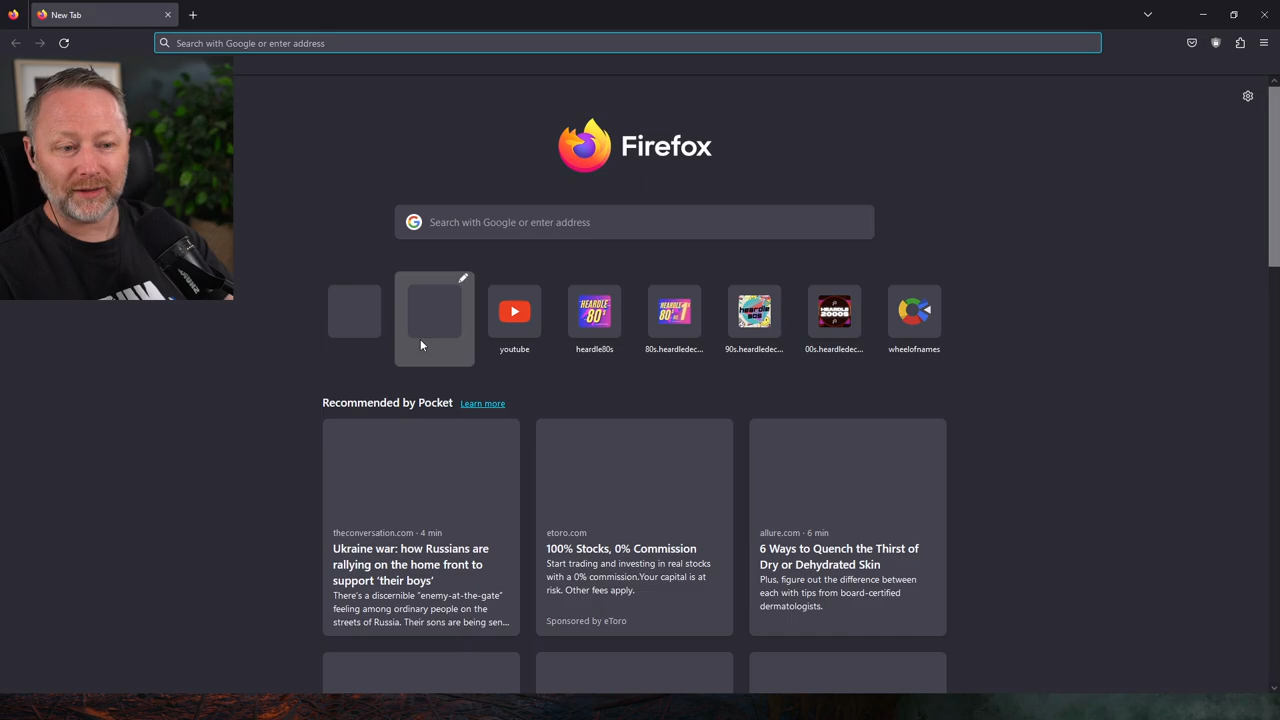 New Tab
Search with Google or enter address
Firefox
Search with Google or enter address
HEARDLE
80'S
HEARDLE
heardle
HEARDLE
2000S
youtube
heardle80s
80s.heardledec...
90s.heardledec...
00s.heardledec...
wheelofnames
Recommended by Pocket
Learn more
theconversation.com · 4 min
Ukraine war: how Russians are
rallying on the home front to
support ‘their boys’
There's a discernible “enemy-at-the-gate”
feeling among ordinary people on the
streets of Russia. Their sons are being sen...
etoro.com
100% Stocks, 0% Commission
Start trading and investing in real stocks
with a 0% commission.Your capital is at
risk. Other fees apply.
Sponsored by eToro
allure.com · 6 min
6 Ways to Quench the Thirst of
Dry or Dehydrated Skin
Plus, figure out the difference between
each with tips from board-certified
dermatologists.